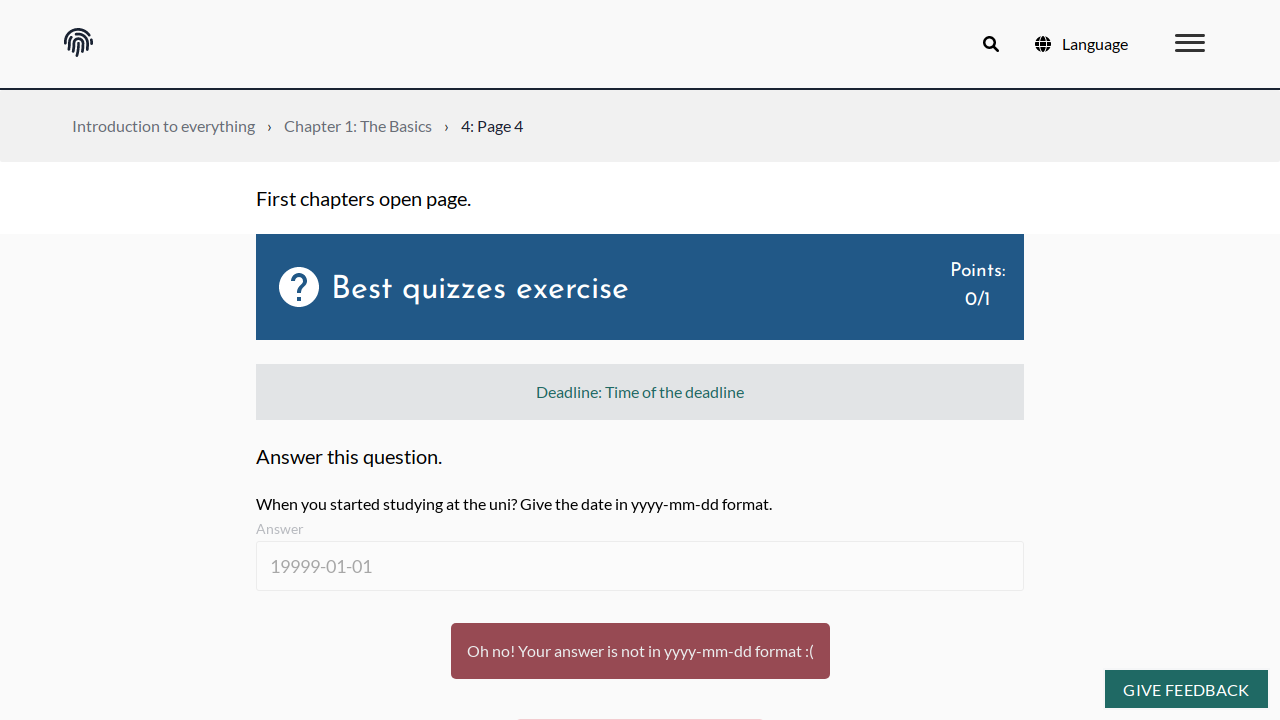 Language
Introduction to everything › Chapter 1: The Basics › 4: Page 4
First chapters open page.
Best quizzes exercise
Points:
0/1
Deadline: Time of the deadline
Answer this question.
When you started studying at the uni? Give the date in yyyy-mm-dd format.
Answer
19999-01-01
Oh no! Your answer is not in yyyy-mm-dd format :(
GIVE FEEDBACK